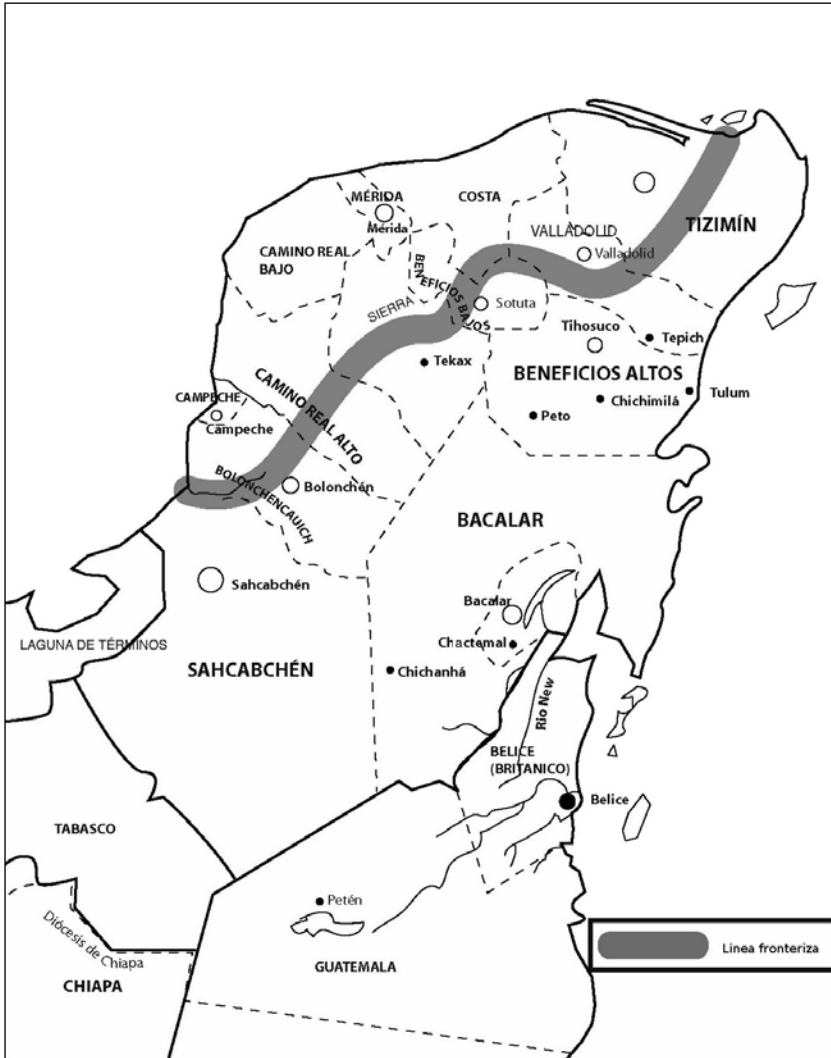 MÉRIDA
Mérida
COSTA
CAMINO REAL
BAJO
BENEFICIOS BAJOS
VALLADOLID
Valladolid
TIZIMÍN
SIERRA
Sotuta
Tihosuco
Tepich
Tekax
BENEFICIOS ALTOS
Tulum
Chichimilá
Peto
CAMPECHE
Campeche
CAMINO REAL ALTO
BOLONCHENCAUICH
Bolonchén
BACALAR
Sahcabchén
Bacalar
LAGUNA DE TÉRMINOS
Chactemal
SAHCABCHÉN
Chichanhá
Rio New
BELICE
(BRITANICO)
Belice
TABASCO
Petén
Diócesis de Chiapa
GUATEMALA
CHIAPA
Linea fronteriza